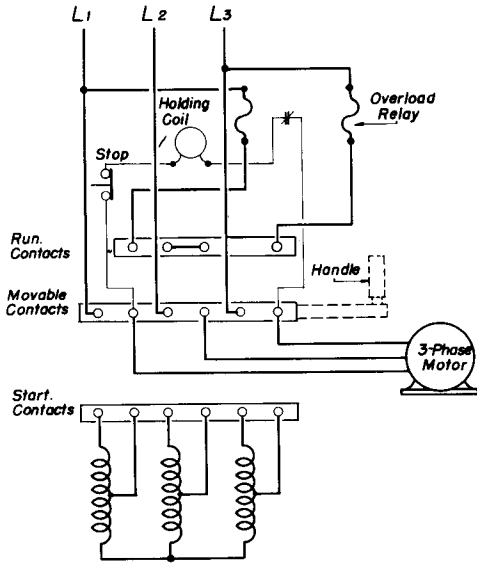 L1 L2 L3
Holding
Coil
Overload
Relay
Stop
Run.
Contacts
Handle
Movable
Contacts
3-Phase
Motor
Start.
Contacts